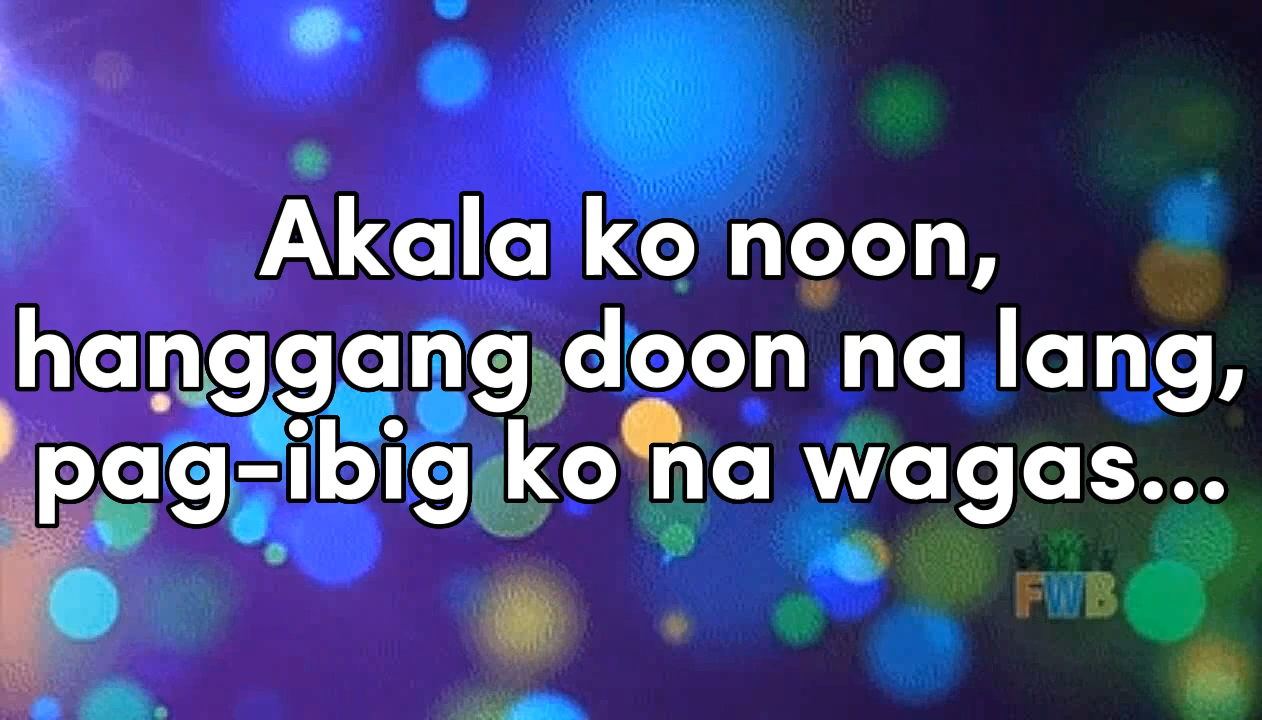 Akala ko noon,
hanggang doon na lang,
pag-ibig ko na wagas...
FWB